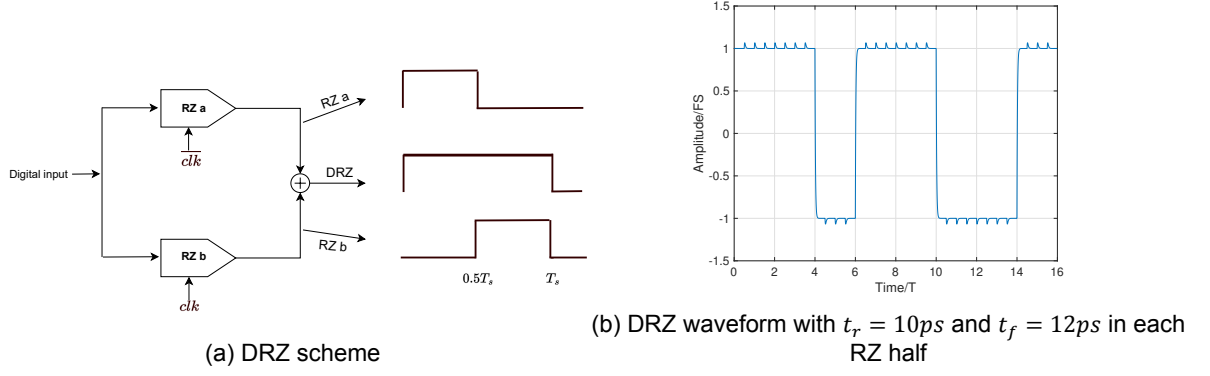 RZ a
clk
Digital input
DRZ
RZ b
clk
RZ a
RZ b
0.5T_s
T_s
(a) DRZ scheme
1.5
1
0.5
0
-0.5
-1
-1.5
Amplitude/FS
0 2 4 6 8 10 12 14 16
Time/T
(b) DRZ waveform with t_r = 10ps and t_f = 12ps in each
RZ half